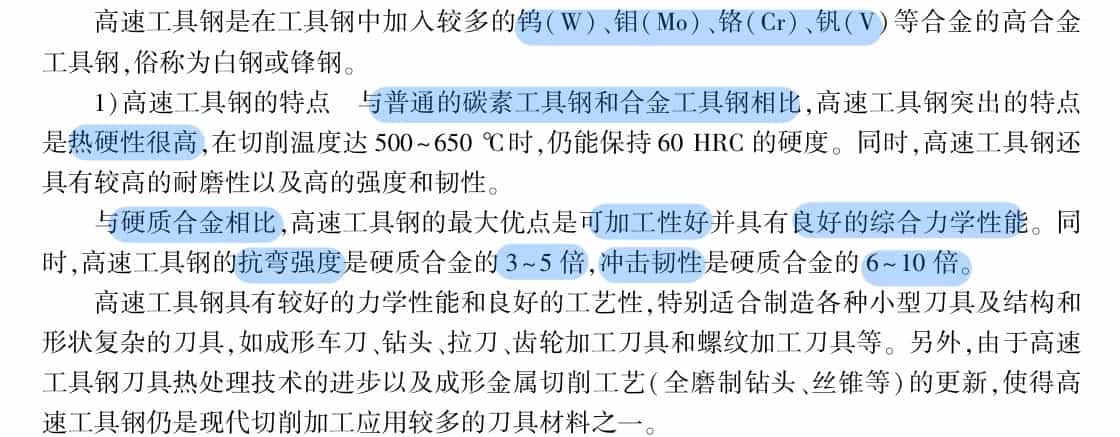 高速工具钢是在工具钢中加入较多的钨(W)、钼(Mo)、铬(Cr)、钒(V)等合金的高合金
工具钢,俗称为白钢或锋钢。
1)高速工具钢的特点　与普通的碳素工具钢和合金工具钢相比,高速工具钢突出的特点
是热硬性很高,在切削温度达 500~650 ℃时,仍能保持 60 HRC 的硬度。同时,高速工具钢还
具有较高的耐磨性以及高的强度和韧性。
与硬质合金相比,高速工具钢的最大优点是可加工性好并具有良好的综合力学性能。同
时,高速工具钢的抗弯强度是硬质合金的 3~5 倍,冲击韧性是硬质合金的 6~10 倍。
高速工具钢具有较好的力学性能和良好的工艺性,特别适合制造各种小型刀具及结构和
形状复杂的刀具,如成形车刀、钻头、拉刀、齿轮加工刀具和螺纹加工刀具等。另外,由于高速
工具钢刀具热处理技术的进步以及成形金属切削工艺(全磨制钻头、丝锥等)的更新,使得高
速工具钢仍是现代切削加工应用较多的刀具材料之一。